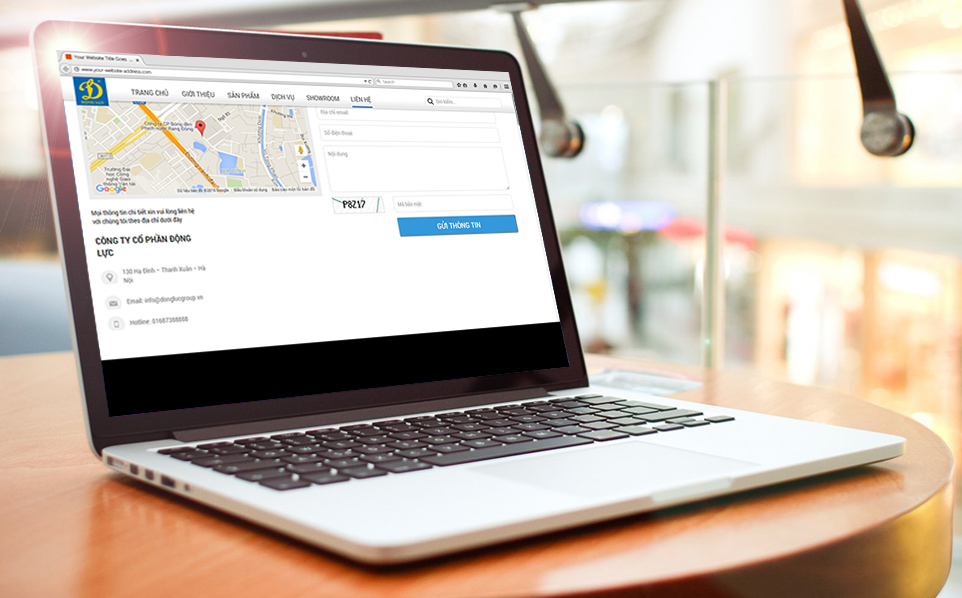 Your Website Title Goes ...
www.your-website-address.com
Search
TRANG CHỦ
GIỚI THIỆU
SẢN PHẨM
DỊCH VỤ
SHOWROOM
LIÊN HỆ
Tìm kiếm...
Công ty CP Bóng đèn
Phích nước Rạng Đông
Trường Đại
học Công
nghệ Giao
thông Vận tải
Google
Địa chỉ email
Số điện thoại
Nội dung
P8Z17
Mã bảo mật
GỬI THÔNG TIN
Mọi thông tin chi tiết xin vui lòng liên hệ
với chúng tôi theo địa chỉ dưới đây
CÔNG TY CỔ PHẦN ĐỘNG
LỰC
130 Hạ Đình – Thanh Xuân – Hà
Nội
Email: info@donglucgroup.vn
Hotline: 01687388888